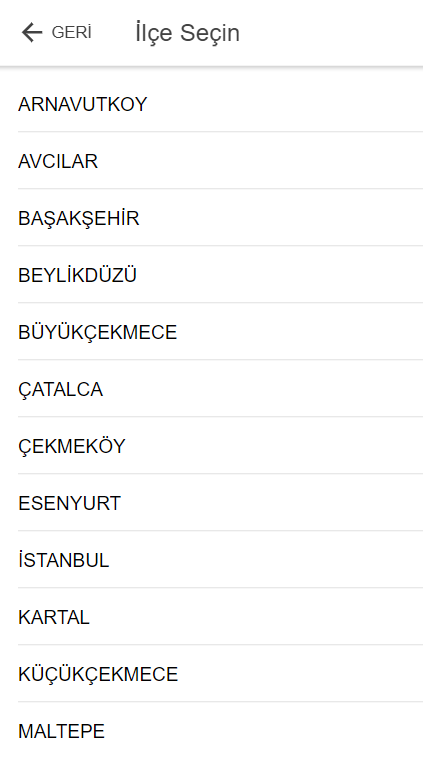 GERİ İlçe Seçin
ARNAVUTKOY
AVCILAR
BAŞAKŞEHİR
BEYLİKDÜZÜ
BÜYÜKÇEKMECE
ÇATALCA
ÇEKMEKÖY
ESENYURT
İSTANBUL
KARTAL
KÜÇÜKÇEKMECE
MALTEPE